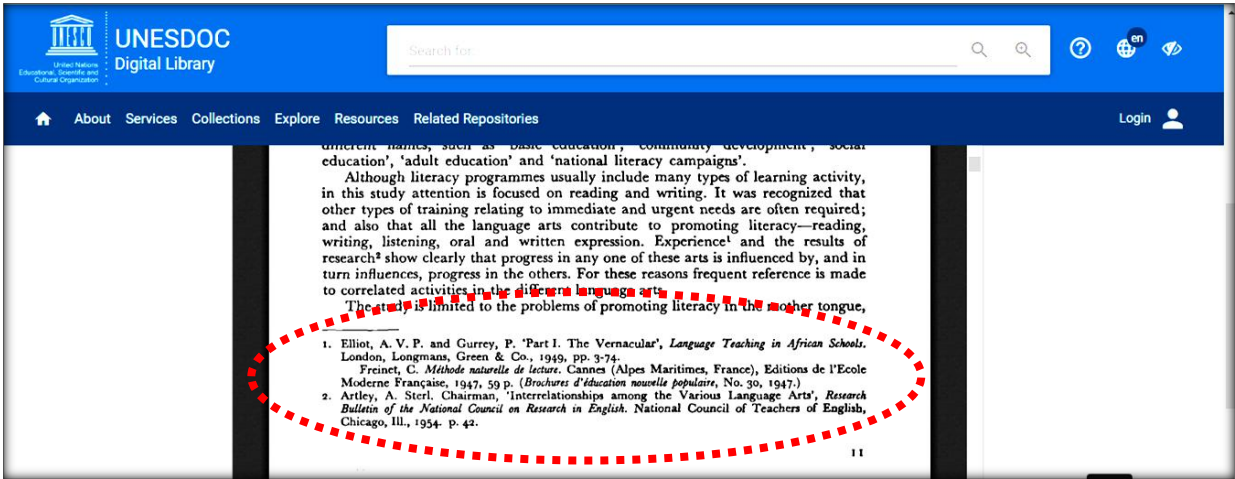 UNESDOC
Digital Library
United Nations
Educational, Scientific and
Cultural Organization
Search for:
en
About Services Collections Explore Resources Related Repositories
Login
different names, such as 'basic education', 'community development', 'social
education', 'adult education' and 'national literacy campaigns'.
Although literacy programmes usually include many types of learning activity,
in this study attention is focused on reading and writing. It was recognized that
other types of training relating to immediate and urgent needs are often required;
and also that all the language arts contribute to promoting literacy—reading,
writing, listening, oral and written expression. Experience¹ and the results of
research² show clearly that progress in any one of these arts is influenced by, and in
turn influences, progress in the others. For these reasons frequent reference is made
to correlated activities in the different language arts.
The study is limited to the problems of promoting literacy in the mother tongue,
1. Elliot, A. V. P. and Gurrey, P. 'Part I. The Vernacular', Language Teaching in African Schools.
London, Longmans, Green & Co., 1949, pp. 3-74.
Freinet, C. Méthode naturelle de lecture. Cannes (Alpes Maritimes, France), Editions de l'Ecole
Moderne Française, 1947, 59 p. (Brochures d'éducation nouvelle populaire, No. 30, 1947.)
2. Artley, A. Sterl, Chairman, 'Interrelationships among the Various Language Arts', Research
Bulletin of the National Council on Research in English. National Council of Teachers of English,
Chicago, Ill., 1954. p. 42.
11